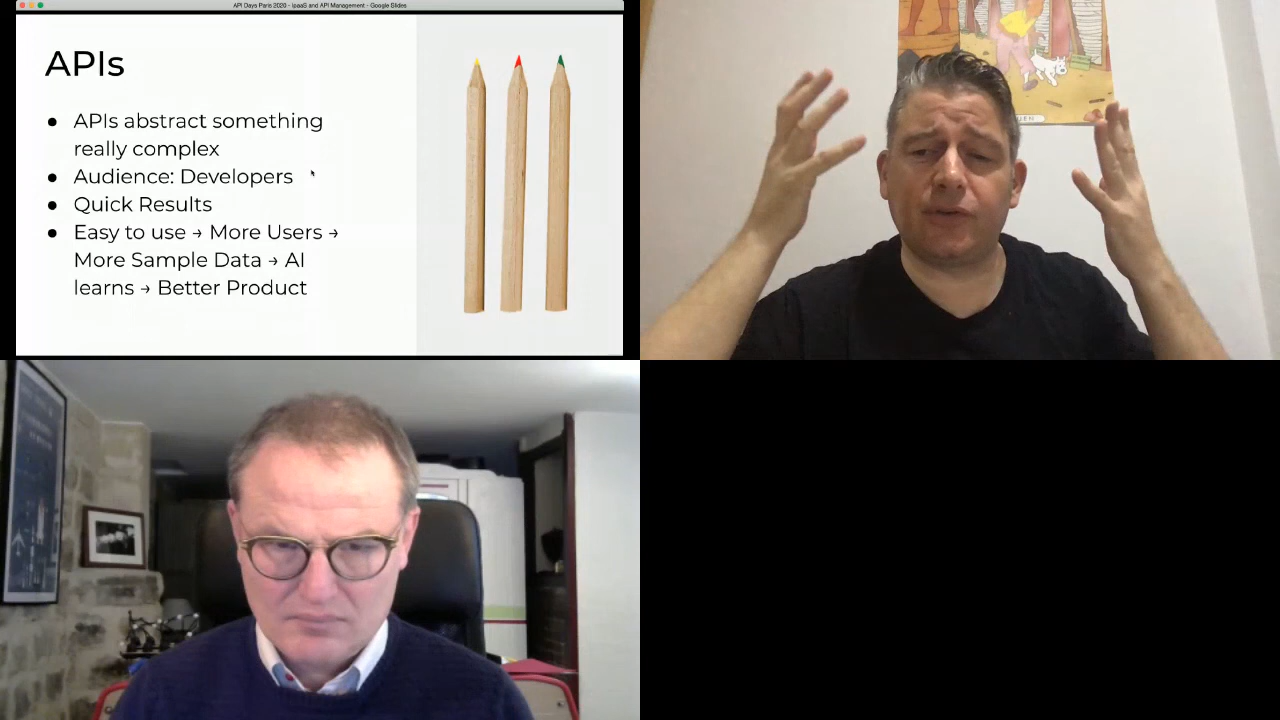 API Days Paris 2020 - ipaaS and API Management - Google Slides
APIs
● APIs abstract something
really complex
● Audience: Developers
● Quick Results
● Easy to use → More Users →
More Sample Data → AI
learns → Better Product